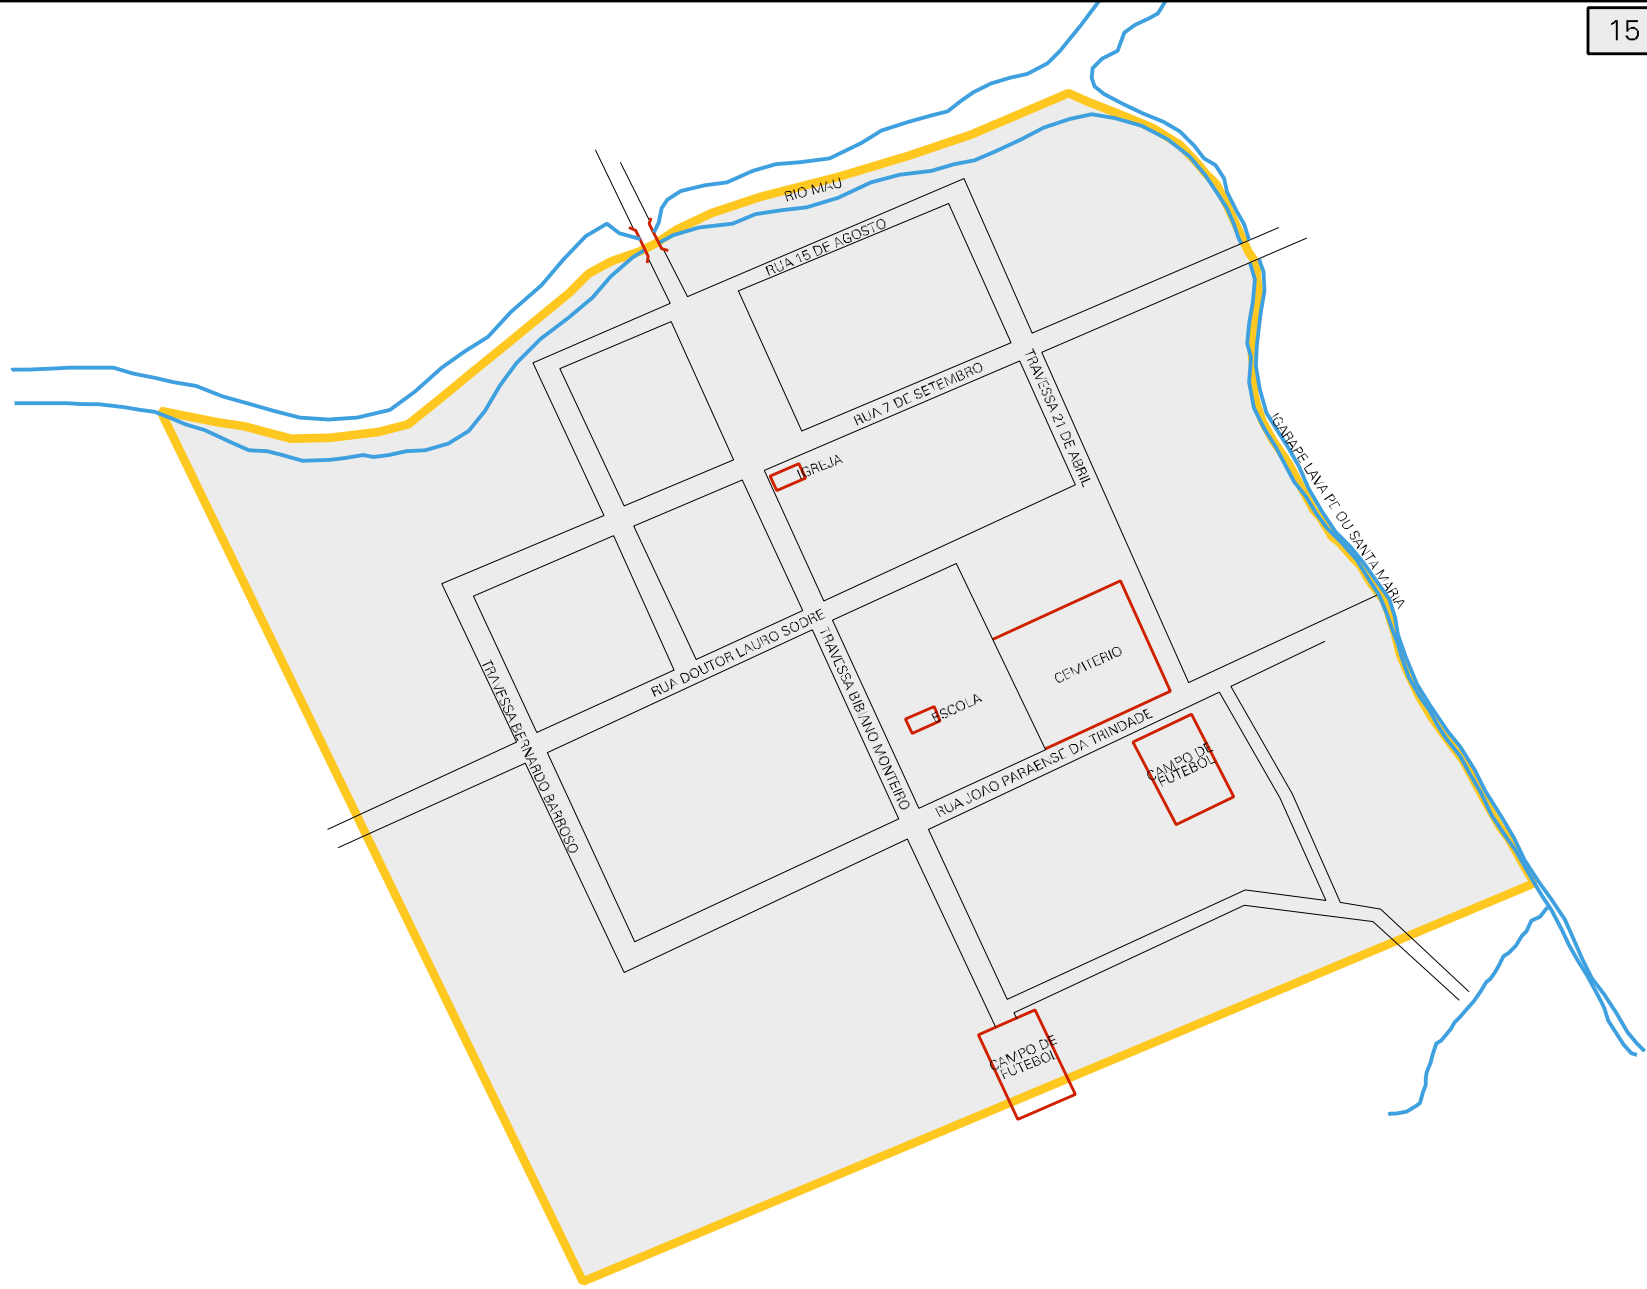 15
RIO MAU
RUA 15 DE AGOSTO
RUA 7 DE SETEMBRO
TRAVESSA 21 DE ABRIL
IGREJA
IGARAPE LAVA PE OU SANTA MARIA
RUA DOUTOR LAURO SODRE
TRAVESSA BERNARDO BARROSO
TRAVESSA BIBIANO MONTEIRO
CEMITERIO
ESCOLA
RUA JOAO PARAENSE DA TRINDADE
CAMPO DE
FUTEBOL
CAMPO DE
FUTEBOL